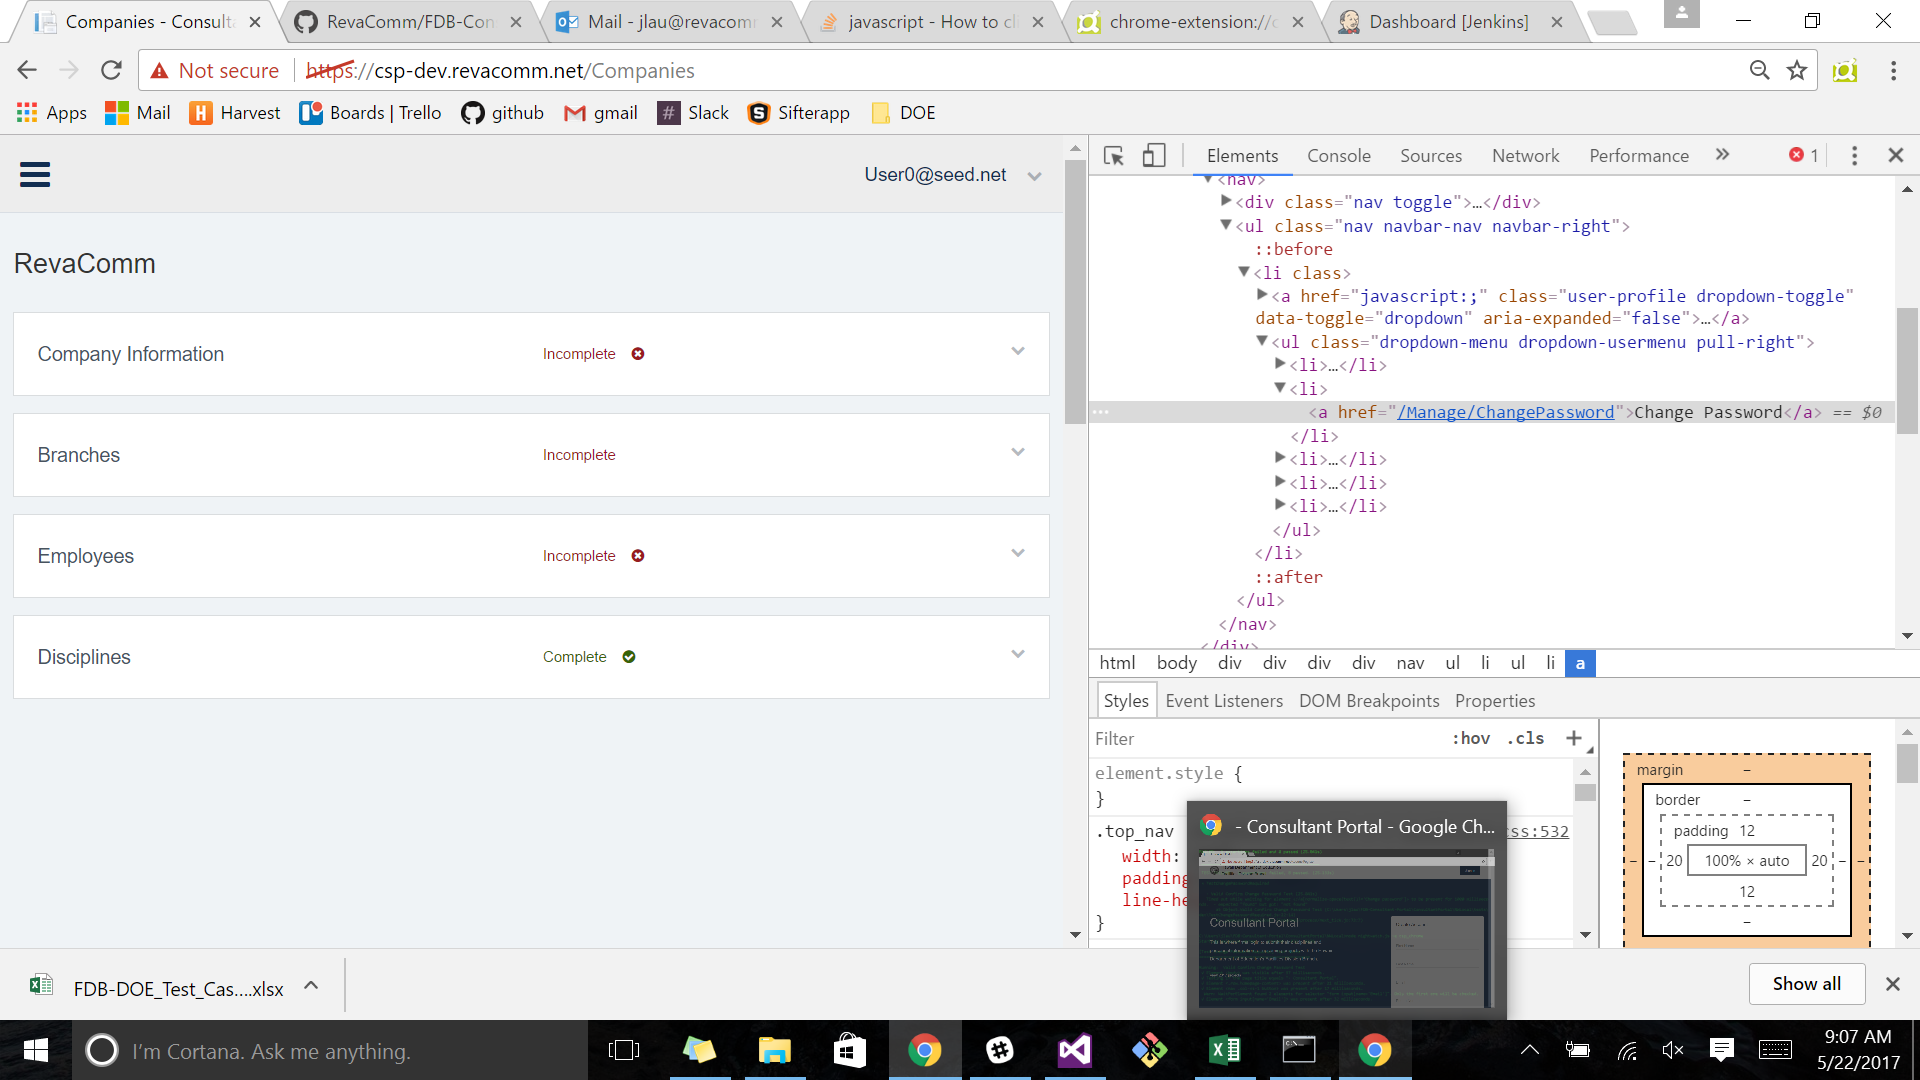 Companies - Consulta
RevaComm/FDB-Con
Mail - jlau@revacomm
javascript - How to cli
chrome-extension://
Dashboard [Jenkins]
Not secure
https://csp-dev.revacomm.net/Companies
Apps
Mail
Harvest
Boards | Trello
github
gmail
Slack
Sifterapp
DOE
User0@seed.net
RevaComm
Company Information
Incomplete
Branches
Incomplete
Employees
Incomplete
Disciplines
Complete
Elements
Console
Sources
Network
Performance
»
1
<nav>
<div class="nav toggle">…</div>
<ul class="nav navbar-nav navbar-right">
::before
<li class>
<a href="javascript:;" class="user-profile dropdown-toggle"
data-toggle="dropdown" aria-expanded="false">…</a>
<ul class="dropdown-menu dropdown-usermenu pull-right">
<li>…</li>
<li>
<a href="/Manage/ChangePassword">Change Password</a> == $0
</li>
<li>…</li>
<li>…</li>
<li>…</li>
</ul>
</li>
::after
</ul>
</nav>
</div>
html body div div div div nav ul li ul li a
Styles
Event Listeners
DOM Breakpoints
Properties
Filter
:hov .cls +
element.style {
}
.top_nav
ss:532
width:
padding
line-he
}
margin
–
border
–
padding
12
– – 20 100% × auto 20 – –
12
–
- Consultant Portal - Google Ch...
Consultant Portal
FDB-DOE_Test_Cas....xlsx
Show all
I'm Cortana. Ask me anything.
9:07 AM
5/22/2017